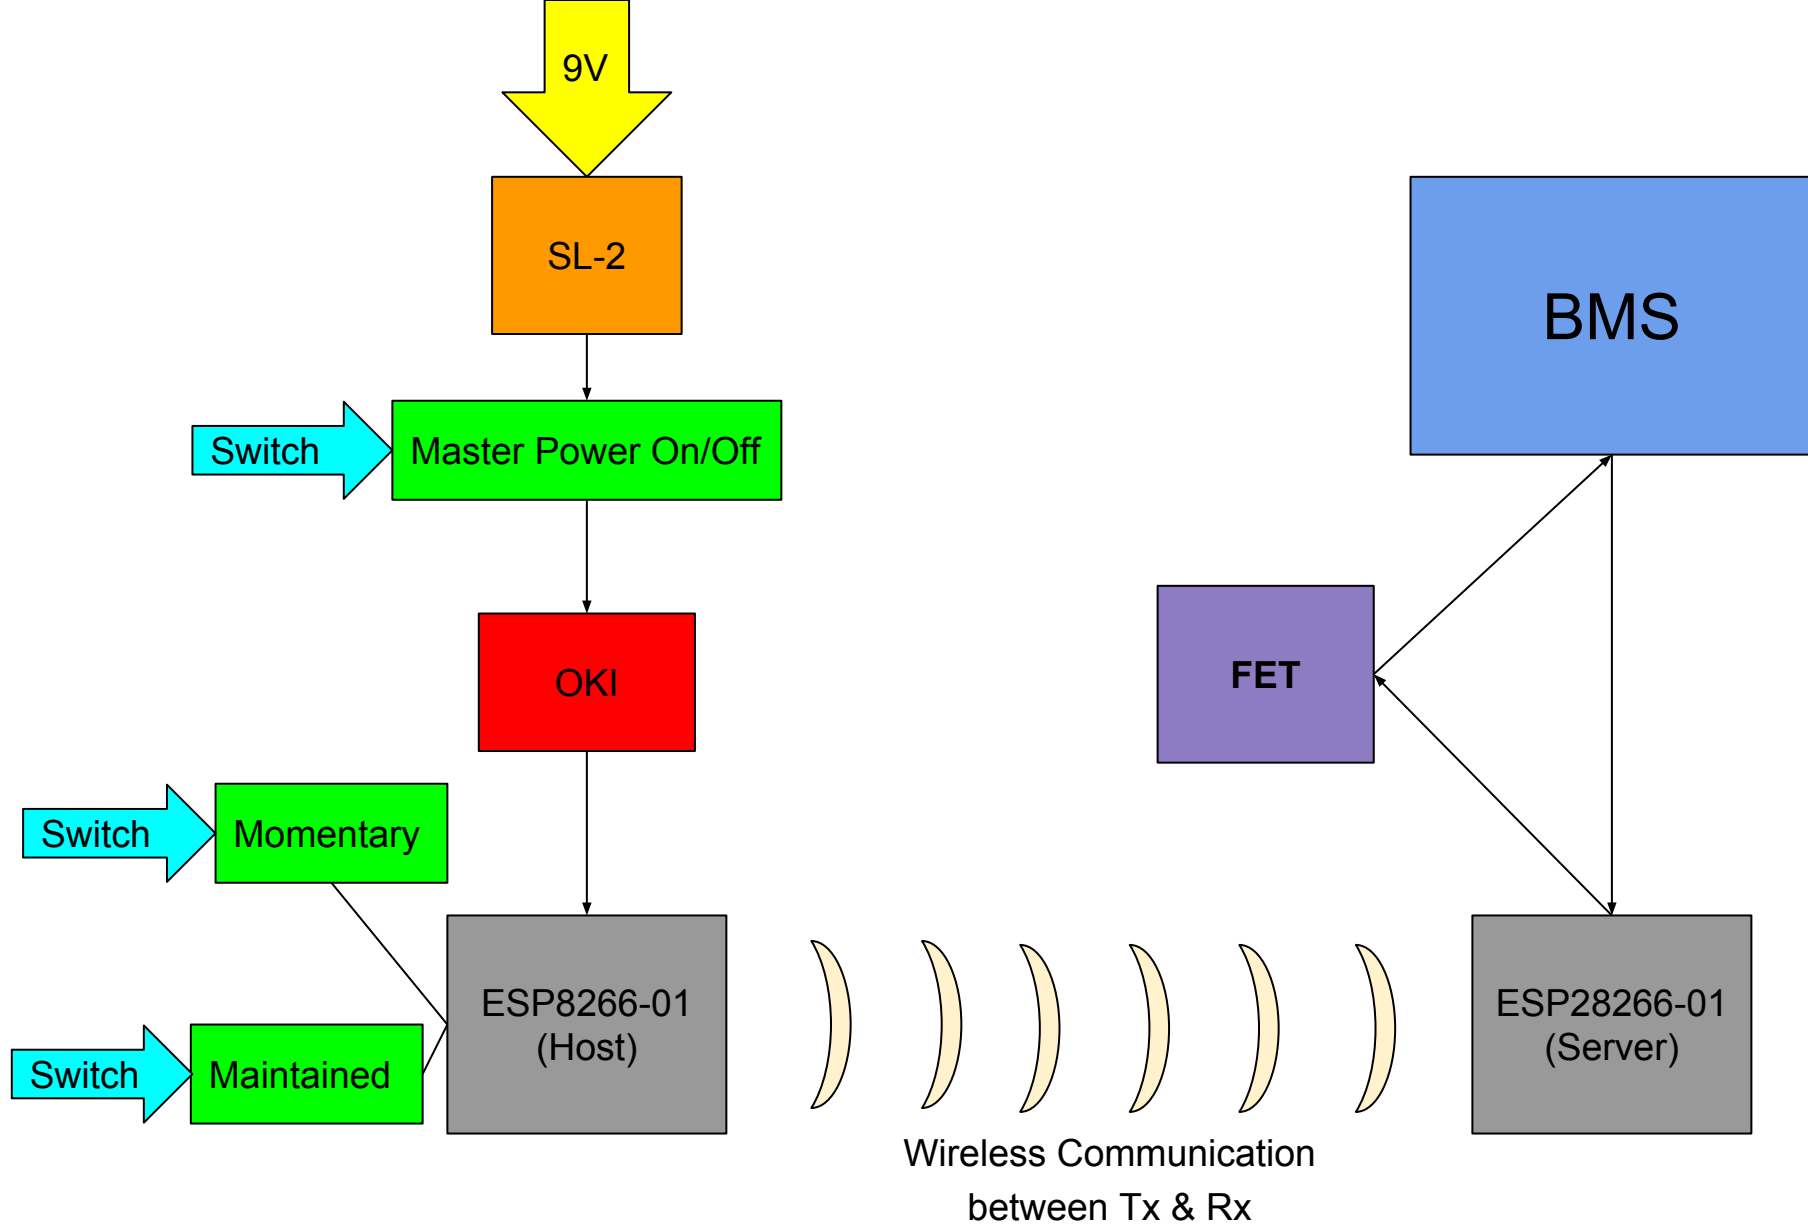 9V
SL-2
BMS
Switch
Master Power On/Off
FET
OKI
Switch
Momentary
ESP8266-01
(Host)
ESP28266-01
(Server)
Switch
Maintained
Wireless Communication
between Tx & Rx